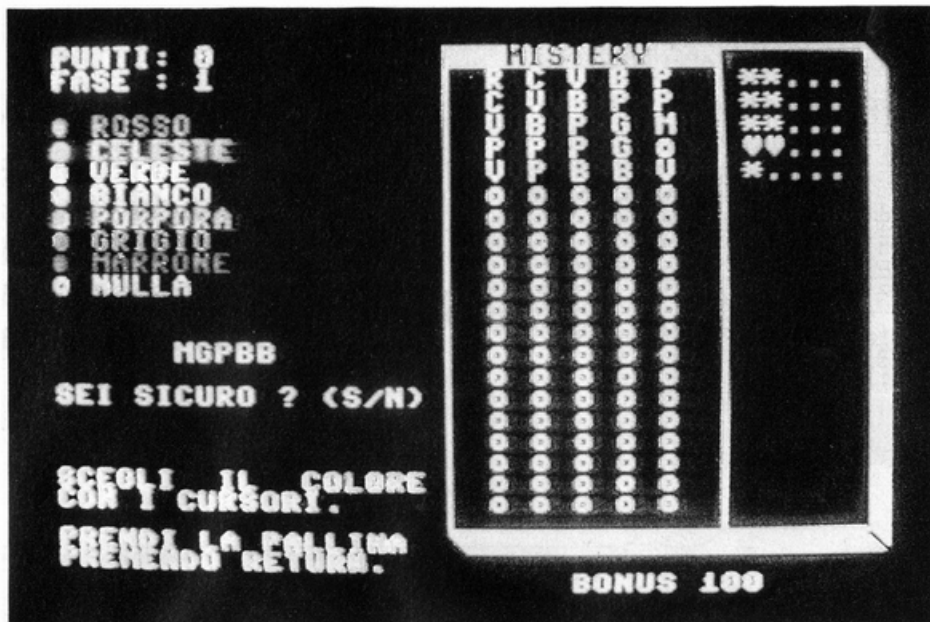 PUNTI: 0
FASE : 1
ROSSO
CELESTE
VERDE
BIANCO
PORPORA
GRIGIO
MARRONE
NULLA
MGPBB
SEI SICURO ? (S/N)
SCEGLI IL COLORE
CON I CURSORI.
PRENDI LA PALLINA
PREMENDO RETURN.
MISTERY
R C V B P **...
C V B P P **...
V B P G M **...
P P P G O ♥♥...
V P B B V *....
BONUS 100